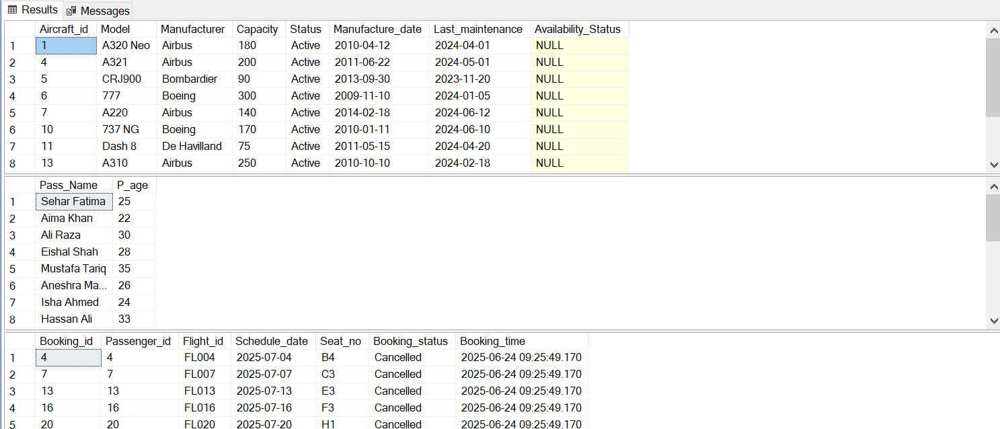 Results Messages
Aircraft_id Model Manufacturer Capacity Status Manufacture_date Last_maintenance Availability_Status
1 1 A320 Neo Airbus 180 Active 2010-04-12 2024-04-01 NULL
2 4 A321 Airbus 200 Active 2011-06-22 2024-05-01 NULL
3 5 CRJ900 Bombardier 90 Active 2013-09-30 2023-11-20 NULL
4 6 777 Boeing 300 Active 2009-11-10 2024-01-05 NULL
5 7 A220 Airbus 140 Active 2014-02-18 2024-06-12 NULL
6 10 737 NG Boeing 170 Active 2010-01-11 2024-06-10 NULL
7 11 Dash 8 De Havilland 75 Active 2011-05-15 2024-04-20 NULL
8 13 A310 Airbus 250 Active 2010-10-10 2024-02-18 NULL
Pass_Name P_age
1 Sehar Fatima 25
2 Aima Khan 22
3 Ali Raza 30
4 Eishal Shah 28
5 Mustafa Tariq 35
6 Aneshra Ma... 26
7 Isha Ahmed 24
8 Hassan Ali 33
Booking_id Passenger_id Flight_id Schedule_date Seat_no Booking_status Booking_time
1 4 4 FL004 2025-07-04 B4 Cancelled 2025-06-24 09:25:49.170
2 7 7 FL007 2025-07-07 C3 Cancelled 2025-06-24 09:25:49.170
3 13 13 FL013 2025-07-13 E3 Cancelled 2025-06-24 09:25:49.170
4 16 16 FL016 2025-07-16 F3 Cancelled 2025-06-24 09:25:49.170
5 20 20 FL020 2025-07-20 H1 Cancelled 2025-06-24 09:25:49.170